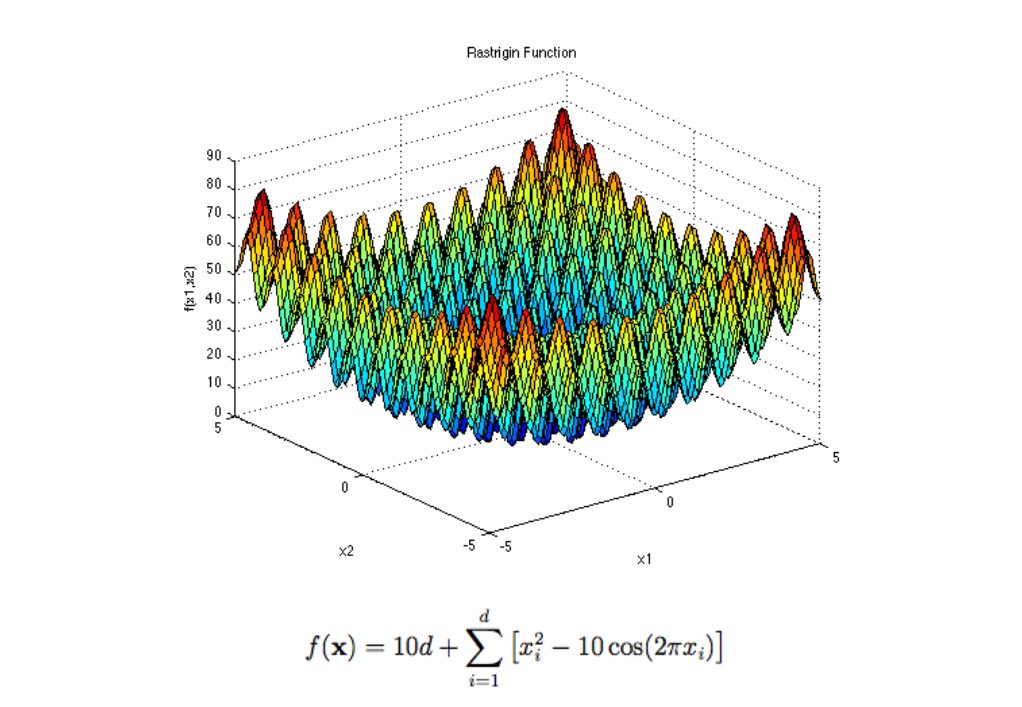 Rastrigin Function
90
80
70
60
50
40
30
20
10
0
f(x1,x2)
5
0
-5
x2
-5
0
5
x1
d
f(x) = 10d + ∑ [x_i^2 − 10 cos(2πx_i)]
i=1